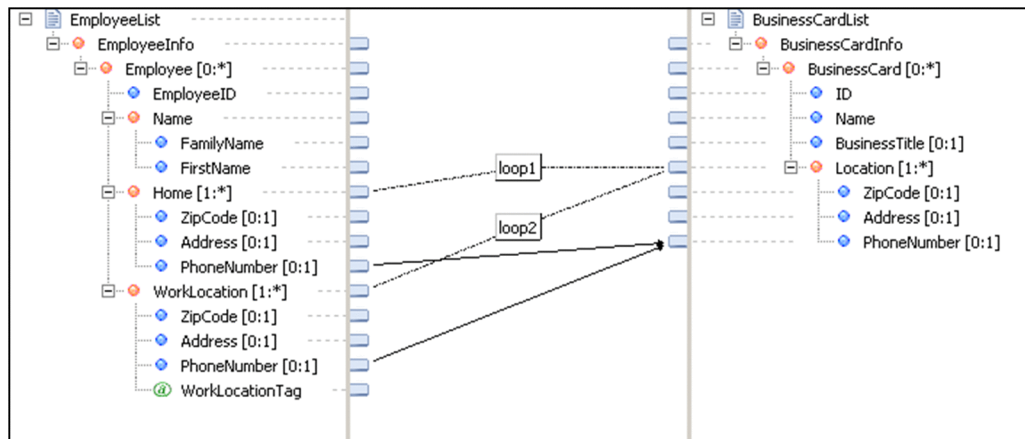 EmployeeList
EmployeeInfo
Employee [0:*]
EmployeeID
Name
FamilyName
FirstName
Home [1:*]
ZipCode [0:1]
Address [0:1]
PhoneNumber [0:1]
WorkLocation [1:*]
ZipCode [0:1]
Address [0:1]
PhoneNumber [0:1]
a WorkLocationTag
loop1
loop2
BusinessCardList
BusinessCardInfo
BusinessCard [0:*]
ID
Name
BusinessTitle [0:1]
Location [1:*]
ZipCode [0:1]
Address [0:1]
PhoneNumber [0:1]